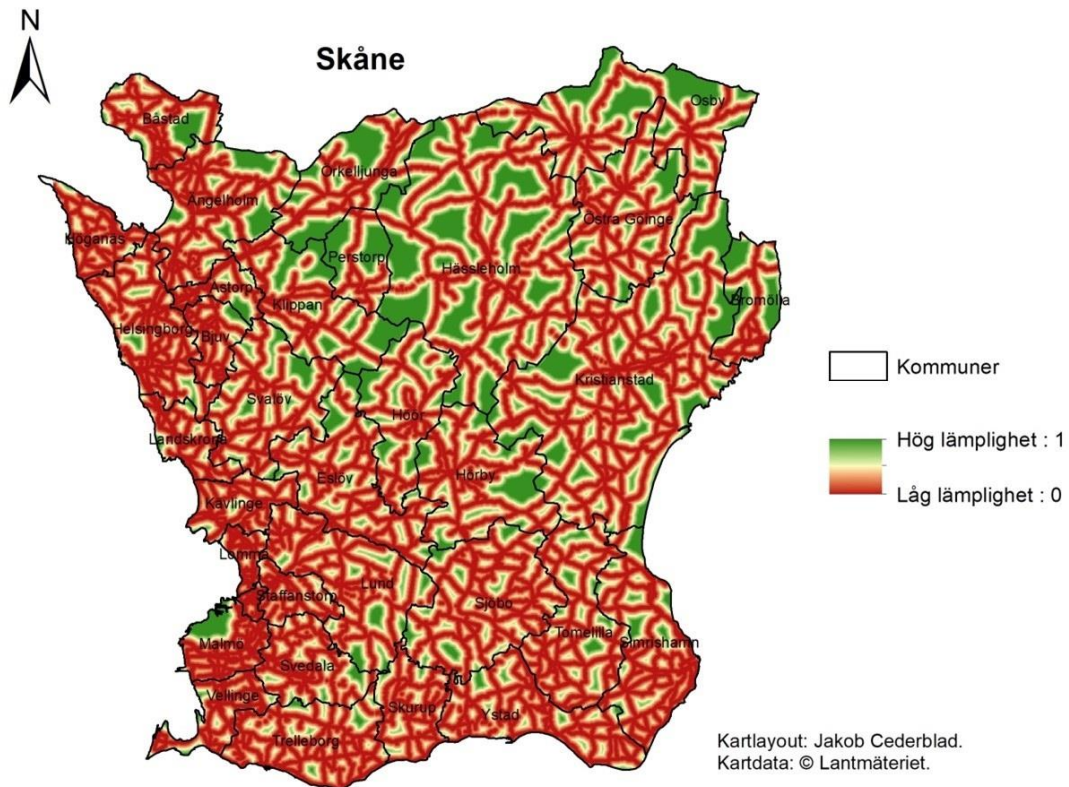 N
Skåne
Osby
Båstad
Örkelljunga
Ängelholm
Östra Göinge
Höganäs
Perstorp
Hässleholm
Åstorp
Klippan
Bromölla
Helsingborg
Bjuv
Kommuner
Kristianstad
Svalöv
Höör
Landskrona
Hög lämplighet : 1
Eslöv
Hörby
Låg lämplighet : 0
Kävlinge
Lomma
Lund
Staffanstorp
Sjöbo
Tomelilla
Simrishamn
Malmö
Svedala
Vellinge
Skurup
Ystad
Trelleborg
Kartlayout: Jakob Cederblad.
Kartdata: © Lantmäteriet.